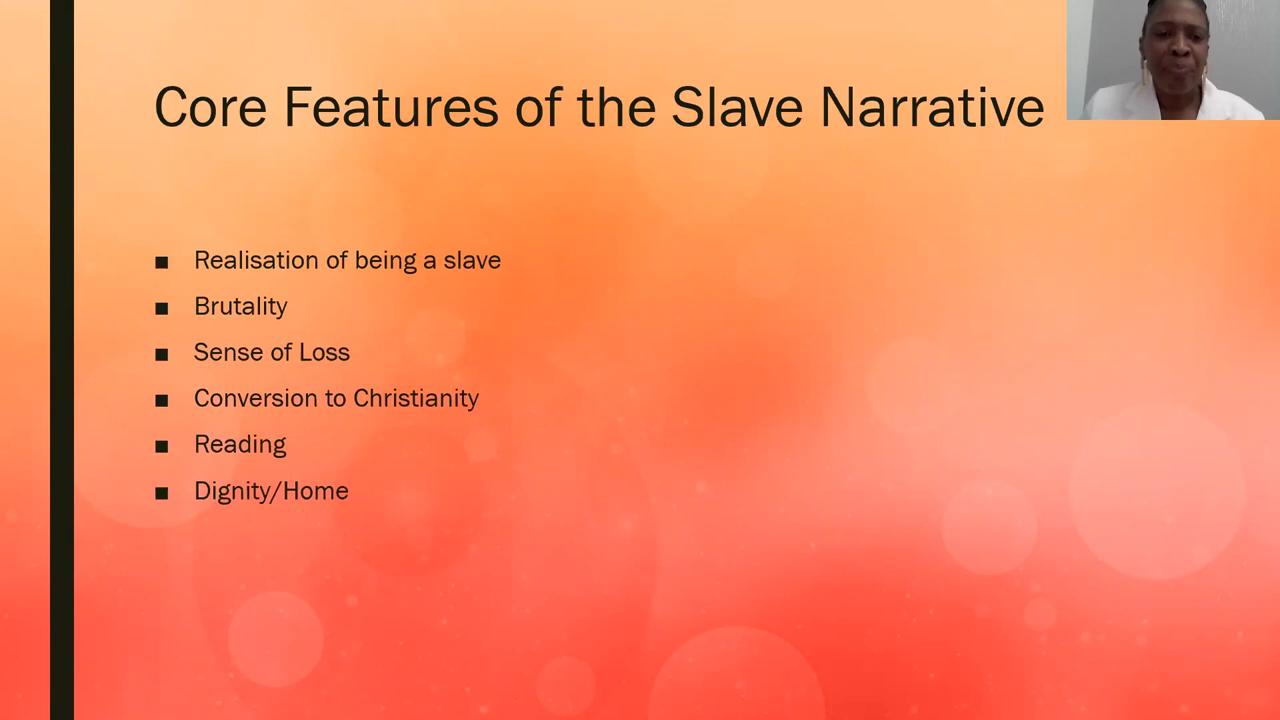 Core Features of the Slave Narrative
■ Realisation of being a slave
■ Brutality
■ Sense of Loss
■ Conversion to Christianity
■ Reading
■ Dignity/Home